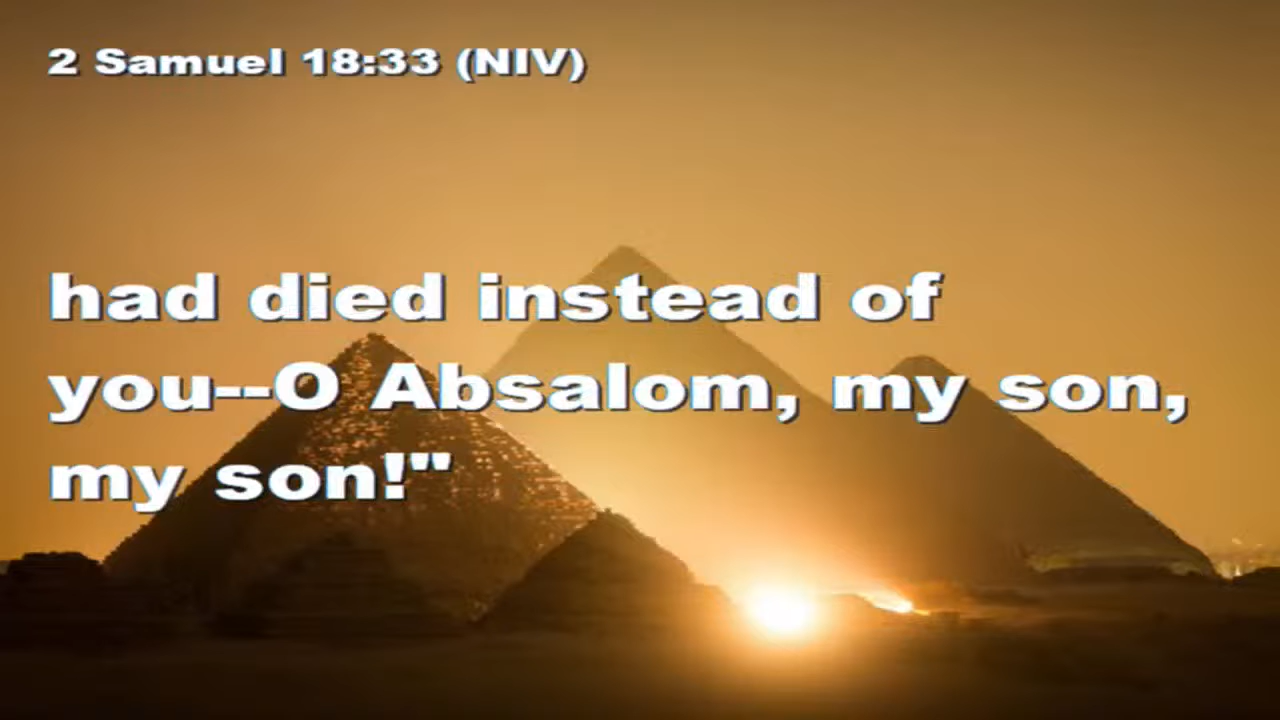 2 Samuel 18:33 (NIV)
had died instead of
you--O Absalom, my son,
my son!"